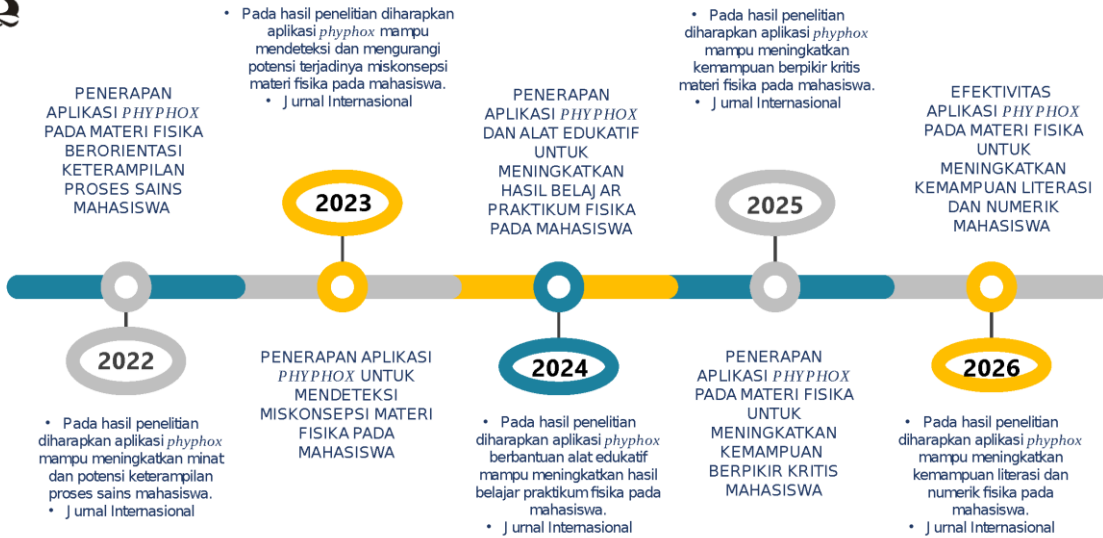 PENERAPAN
APLIKASI PHYPHOX
PADA MATERI FISIKA
BERORIENTASI
KETERAMPILAN
PROSES SAINS
MAHASISWA
2022
• Pada hasil penelitian
diharapkan aplikasi phyphox
mampu meningkatkan minat
dan potensi keterampilan
proses sains mahasiswa.
• Jurnal Internasional
• Pada hasil penelitian diharapkan
aplikasi phyphox mampu
mendeteksi dan mengurangi
potensi terjadinya miskonsepsi
materi fisika pada mahasiswa.
• Jurnal Internasional
2023
PENERAPAN APLIKASI
PHYPHOX UNTUK
MENDETEKSI
MISKONSEPSI MATERI
FISIKA PADA
MAHASISWA
PENERAPAN
APLIKASI PHYPHOX
DAN ALAT EDUKATIF
UNTUK
MENINGKATKAN
HASIL BELAJAR
PRAKTIKUM FISIKA
PADA MAHASISWA
2024
• Pada hasil penelitian
diharapkan aplikasi phyphox
berbantuan alat edukatif
mampu meningkatkan hasil
belajar praktikum fisika pada
mahasiswa.
• Jurnal Internasional
• Pada hasil penelitian
diharapkan aplikasi phyphox
mampu meningkatkan
kemampuan berpikir kritis
materi fisika pada mahasiswa.
• Jurnal Internasional
2025
PENERAPAN
APLIKASI PHYPHOX
PADA MATERI FISIKA
UNTUK
MENINGKATKAN
KEMAMPUAN
BERPIKIR KRITIS
MAHASISWA
EFEKTIVITAS
APLIKASI PHYPHOX
PADA MATERI FISIKA
UNTUK
MENINGKATKAN
KEMAMPUAN LITERASI
DAN NUMERIK
MAHASISWA
2026
• Pada hasil penelitian
diharapkan aplikasi phyphox
mampu meningkatkan
kemampuan literasi dan
numerik fisika pada
mahasiswa.
• Jurnal Internasional